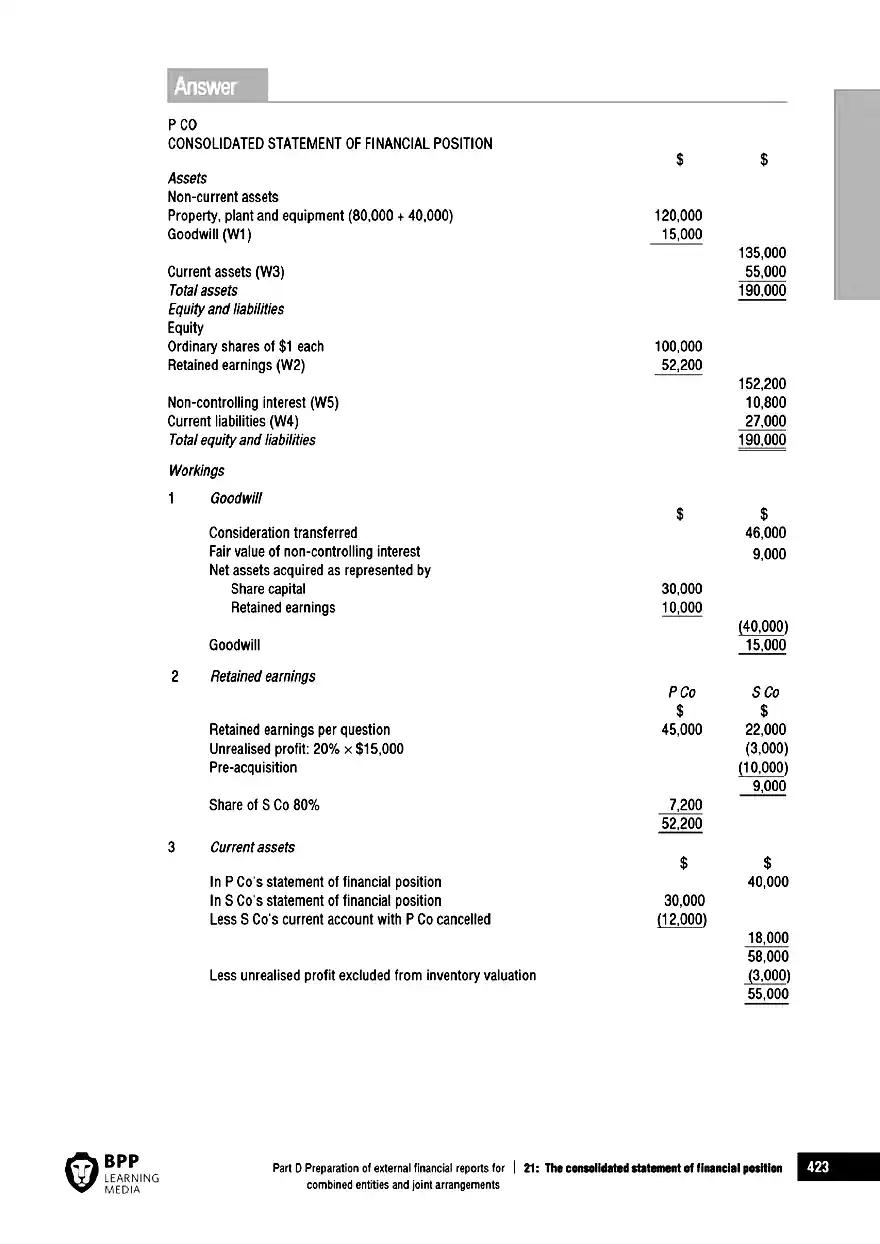 Answer
P CO
CONSOLIDATED STATEMENT OF FINANCIAL POSITION
$ $
Assets
Non-current assets
Property, plant and equipment (80,000 + 40,000) 120,000
Goodwill (W1) 15,000
135,000
Current assets (W3) 55,000
Total assets 190,000
Equity and liabilities
Equity
Ordinary shares of $1 each 100,000
Retained earnings (W2) 52,200
152,200
Non-controlling interest (W5) 10,800
Current liabilities (W4) 27,000
Total equity and liabilities 190,000
Workings
1 Goodwill
$ $
Consideration transferred 46,000
Fair value of non-controlling interest 9,000
Net assets acquired as represented by
Share capital 30,000
Retained earnings 10,000
(40,000)
Goodwill 15,000
2 Retained earnings
P Co S Co
$ $
Retained earnings per question 45,000 22,000
Unrealised profit: 20% × $15,000 (3,000)
Pre-acquisition (10,000)
9,000
Share of S Co 80% 7,200
52,200
3 Current assets
$ $
In P Co's statement of financial position 40,000
In S Co's statement of financial position 30,000
Less S Co's current account with P Co cancelled (12,000)
18,000
58,000
Less unrealised profit excluded from inventory valuation (3,000)
55,000
BPP
LEARNING
MEDIA
Part D Preparation of external financial reports for | 21: The consolidated statement of financial position 423
combined entities and joint arrangements